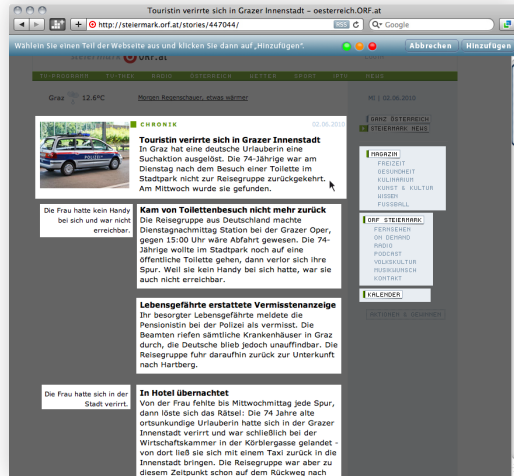 Touristin verirrte sich in Grazer Innenstadt – oesterreich.ORF.at
http://steiermark.orf.at/stories/447044/
RSS
Google
Wählein Sie einen Teil der Webseite aus und klicken Sie dann auf „Hinzufügen“.
Abbrechen
Hinzufügen
ORF.at
TV-PROGRAMM TV-THEK RADIO ÖSTERREICH WETTER SPORT IPTV NEWS
Graz 12.6°C Morgen Regenschauer, etwas wärmer
MI | 02.06.2010
GANZ ÖSTERREICH
STEIERMARK NEWS
CHRONIK 02.06.2010
Touristin verirrte sich in Grazer Innenstadt
In Graz hat eine deutsche Urlauberin eine
Suchaktion ausgelöst. Die 74-Jährige war am
Dienstag nach dem Besuch einer Toilette im
Stadtpark nicht zur Reisegruppe zurückgekehrt.
Am Mittwoch wurde sie gefunden.
POLIZEI
MAGAZIN
FREIZEIT
GESUNDHEIT
KULINARIUM
KUNST & KULTUR
WISSEN
FUSSBALL
Die Frau hatte kein Handy
bei sich und war nicht
erreichbar.
Kam von Toilettenbesuch nicht mehr zurück
Die Reisegruppe aus Deutschland machte
Dienstagnachmittag Station bei der Grazer Oper,
gegen 15:00 Uhr wäre Abfahrt gewesen. Die 74-
Jährige wollte im Stadtpark noch auf eine
öffentliche Toilette gehen, dann verlor sich ihre
Spur. Weil sie kein Handy bei sich hatte, war sie
auch nicht erreichbar.
ORF STEIERMARK
FERNSEHEN
ON DEMAND
RADIO
PODCAST
VOLKSKULTUR
MUSIKWUNSCH
KONTAKT
KALENDER
AKTIONEN & GEWINNEN
Lebensgefährte erstattete Vermisstenanzeige
Ihr besorgter Lebensgefährte meldete die
Pensionistin bei der Polizei als vermisst. Die
Beamten riefen sämtliche Krankenhäuser in Graz
durch, die Deutsche blieb jedoch unauffindbar. Die
Reisegruppe fuhr daraufhin zurück zur Unterkunft
nach Hartberg.
Die Frau hatte sich in der
Stadt verirrt.
In Hotel übernachtet
Von der Frau fehlte bis Mittwochmittag jede Spur,
dann löste sich das Rätsel: Die 74 Jahre alte
ortsunkundige Urlauberin hatte sich in der Grazer
Innenstadt verirrt und war schließlich bei der
Wirtschaftskammer in der Körblergasse gelandet -
von dort ließ sie sich mit einem Taxi zurück in die
Innenstadt bringen. Die Reisegruppe war aber zu
diesem Zeitpunkt schon auf dem Rückweg nach